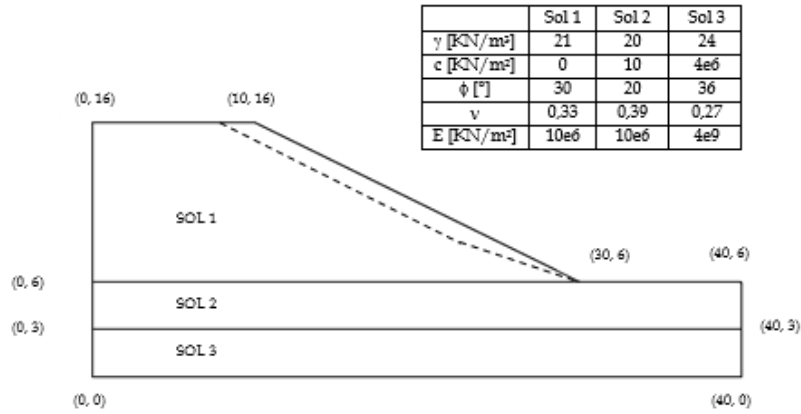 Sol 1 Sol 2 Sol 3
γ [KN/m³] 21 20 24
c [KN/m²] 0 10 4e6
ϕ [°] 30 20 36
ν 0,33 0,39 0,27
E [KN/m²] 10e6 10e6 4e9
(0, 16) (10, 16)
SOL 1
(30, 6) (40, 6)
(0, 6)
SOL 2
(0, 3) (40, 3)
SOL 3
(0, 0) (40, 0)